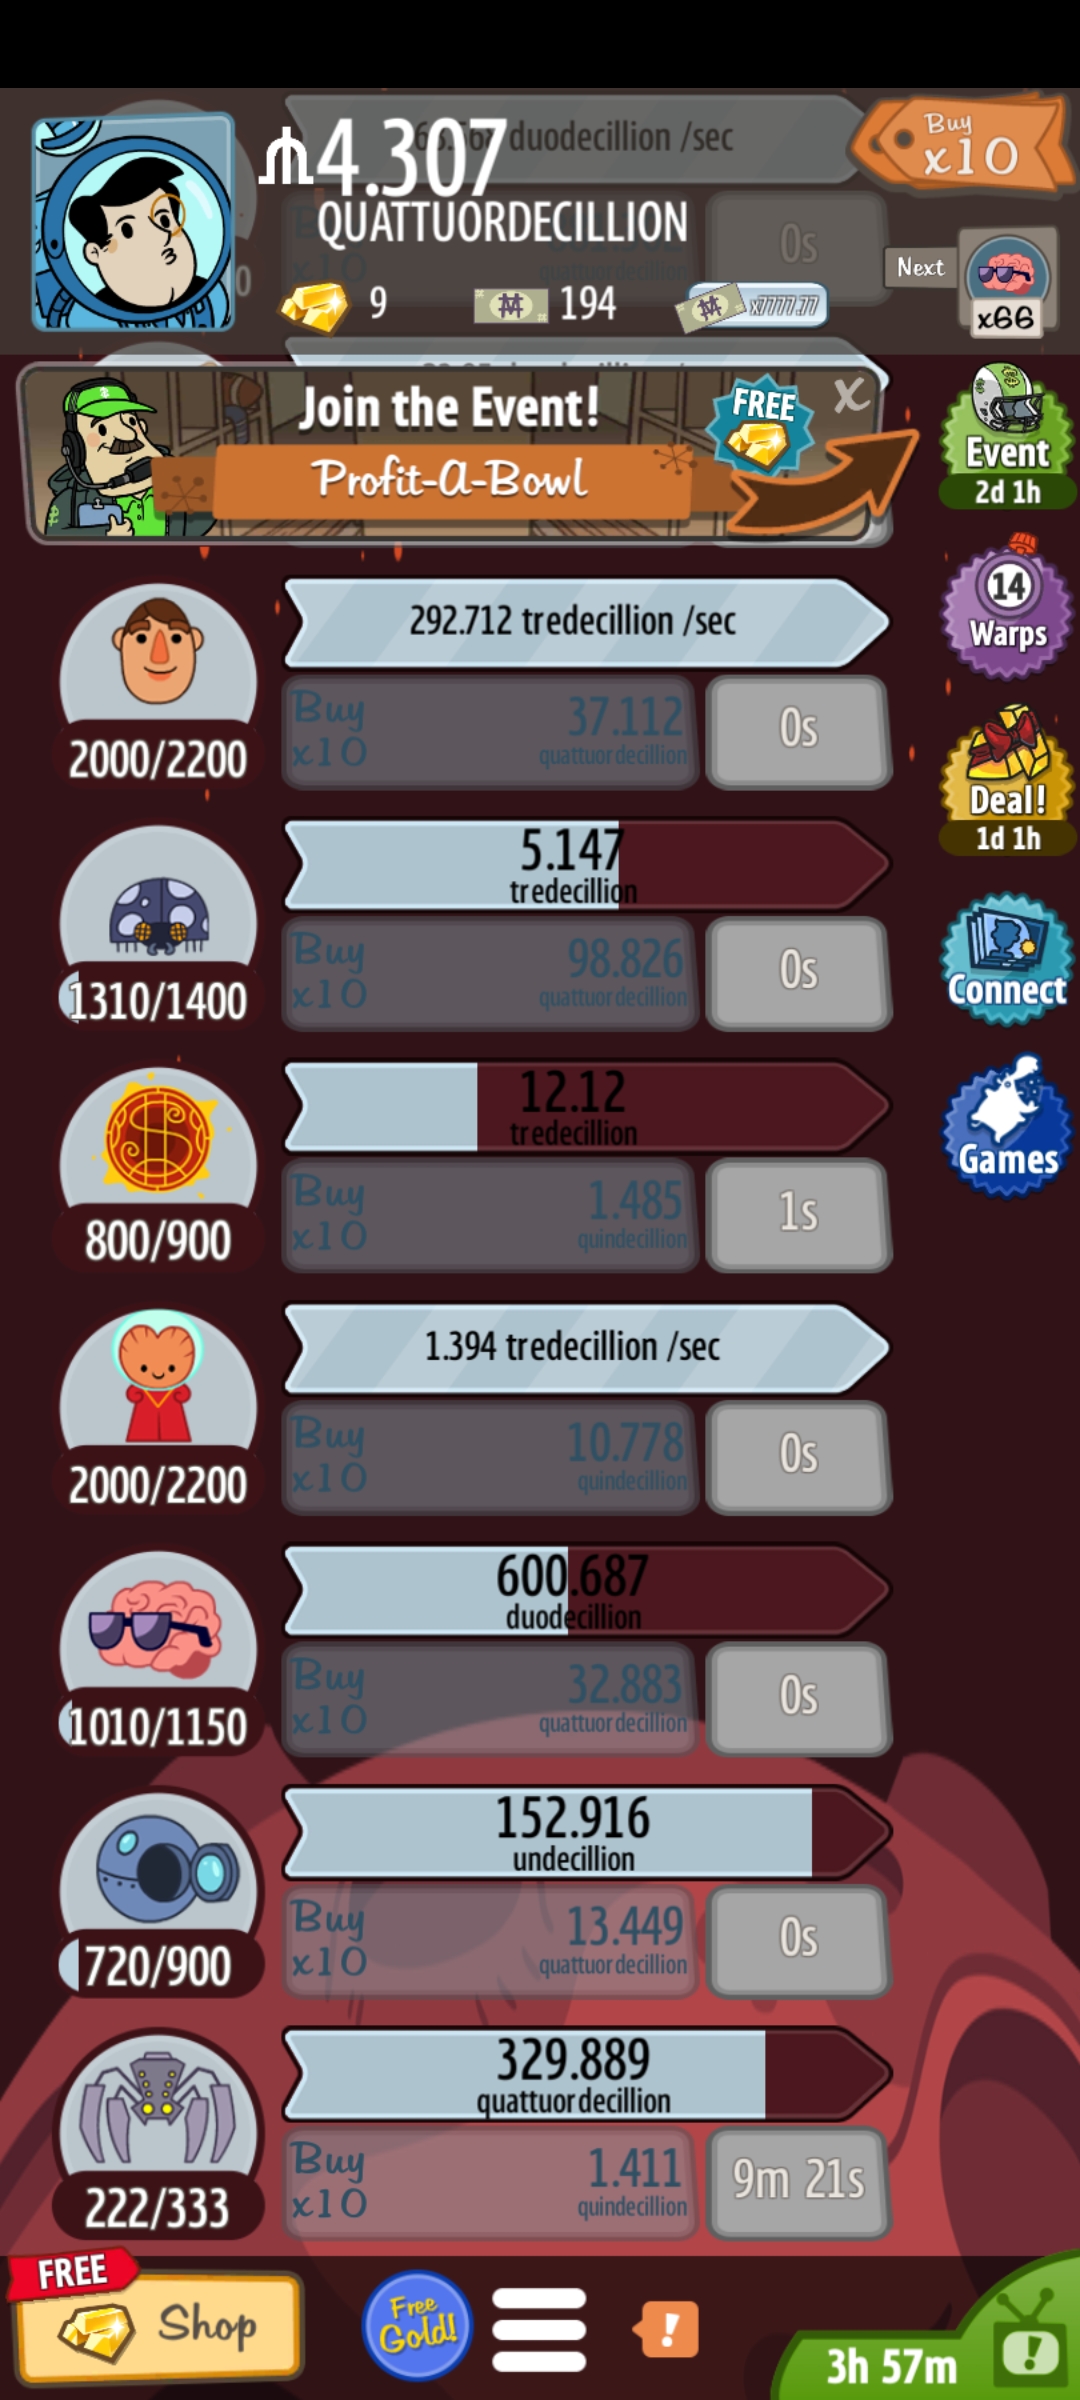 duodecillion /sec
4.307
QUATTUORDECILLION
Buy
x10
0s
Next
9
194
x7777.77
x66
Join the Event!
FREE
X
Profit-A-Bowl
Event
2d 1h
292.712 tredecillion /sec
14
Warps
Buy
x10
37.112
quattuordecillion
0s
2000/2200
Deal!
1d 1h
5.147
tredecillion
Buy
x10
98.826
quattuordecillion
0s
1310/1400
Connect
12.12
tredecillion
Games
Buy
x10
1.485
quindecillion
1s
800/900
1.394 tredecillion /sec
Buy
x10
10.778
quindecillion
0s
2000/2200
600.687
duodecillion
Buy
x10
32.883
quattuordecillion
0s
1010/1150
152.916
undecillion
Buy
x10
13.449
quattuordecillion
0s
720/900
329.889
quattuordecillion
Buy
x10
1.411
quindecillion
9m 21s
222/333
FREE
Shop
Free
Gold!
!
3h 57m
!